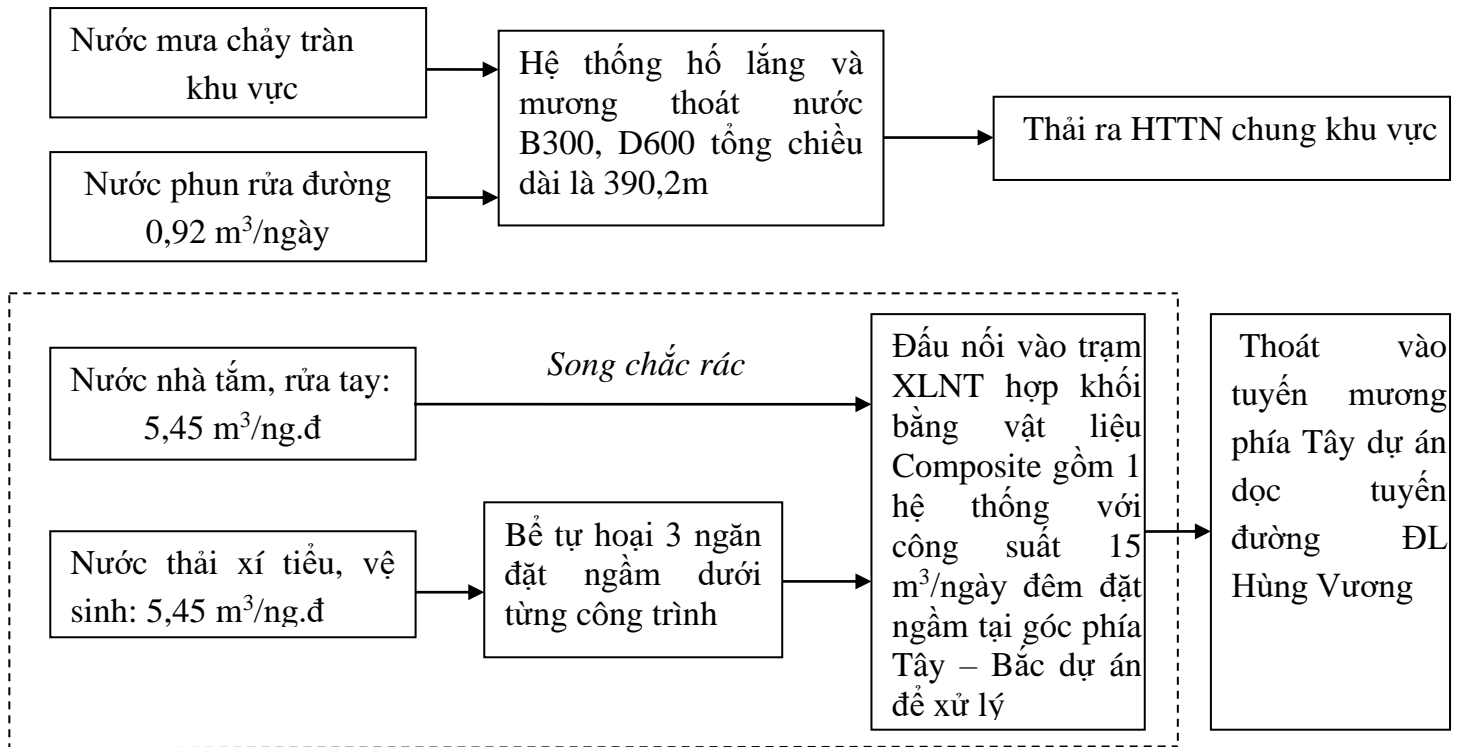 Nước mưa chảy tràn
khu vực
Nước phun rửa đường
0,92 m³/ngày
Hệ thống hố lắng và
mương thoát nước
B300, D600 tổng chiều
dài là 390,2m
Thải ra HTTN chung khu vực
Nước nhà tắm, rửa tay:
5,45 m³/ng.đ
Song chắc rác
Nước thải xí tiểu, vệ
sinh: 5,45 m³/ng.đ
Bể tự hoại 3 ngăn
đặt ngầm dưới
từng công trình
Đấu nối vào trạm
XLNT hợp khối
bằng vật liệu
Composite gồm 1
hệ thống với
công suất 15
m³/ngày đêm đặt
ngầm tại góc phía
Tây – Bắc dự án
để xử lý
Thoát vào
tuyến mương
phía Tây dự án
dọc tuyến
đường ĐL
Hùng Vương